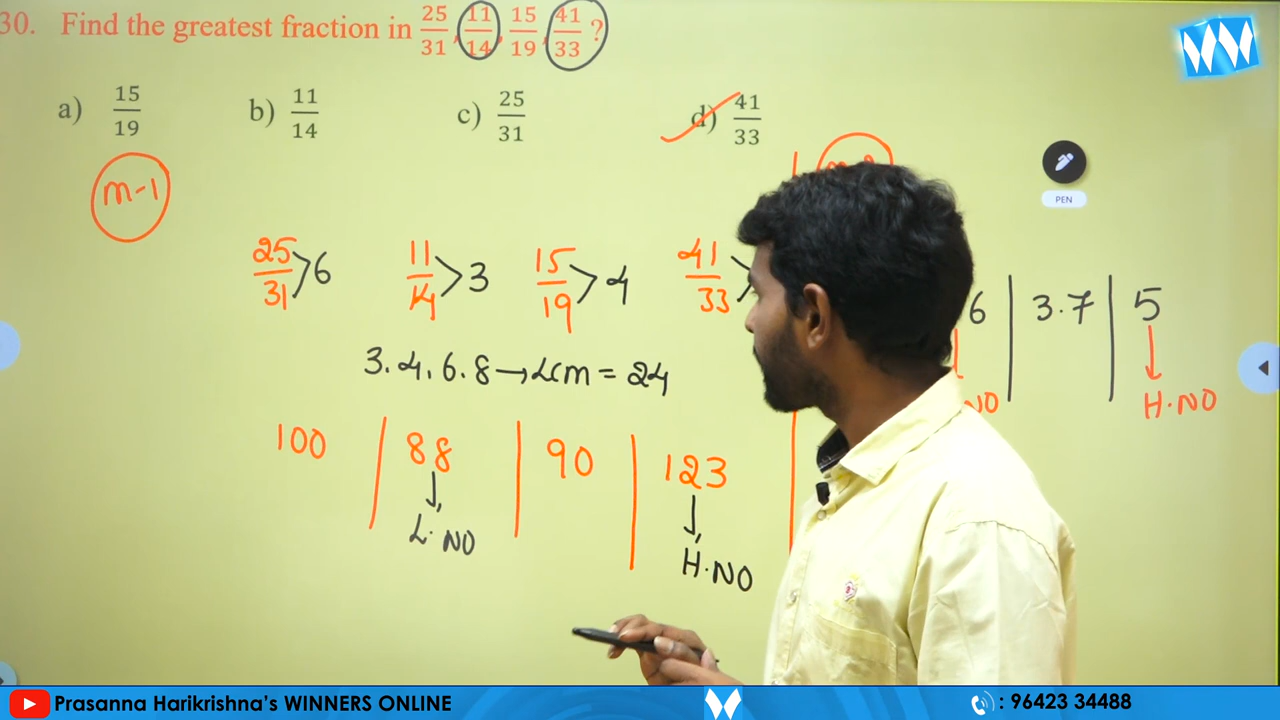 30. Find the greatest fraction in 25/31, 11/14, 15/19, 41/33 ?
a) 15/19 b) 11/14 c) 25/31 d) 41/33
m-1
PEN
25/31 > 6 11/14 > 3 15/19 > 4 41/33 >
6 | 3.7 | 5
3.4.6.8 → LCM = 24
NO H.NO
100 | 88 | 90 | 123
L.NO H.NO
Prasanna Harikrishna's WINNERS ONLINE : 96423 34488